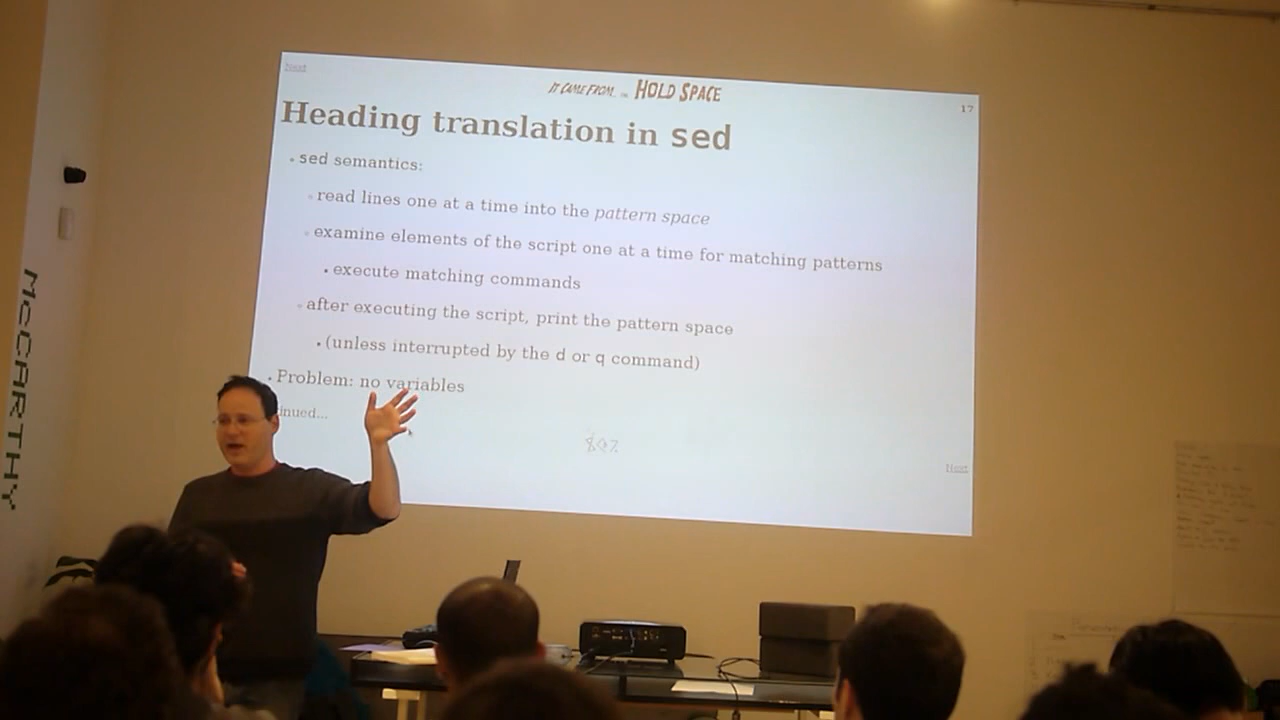 Next
IT CAME FROM... THE HOLD SPACE
17
Heading translation in sed
• sed semantics:
◦ read lines one at a time into the pattern space
◦ examine elements of the script one at a time for matching patterns
▪ execute matching commands
◦ after executing the script, print the pattern space
▪ (unless interrupted by the d or q command)
• Problem: no variables
inued...
Next
McCARTHY